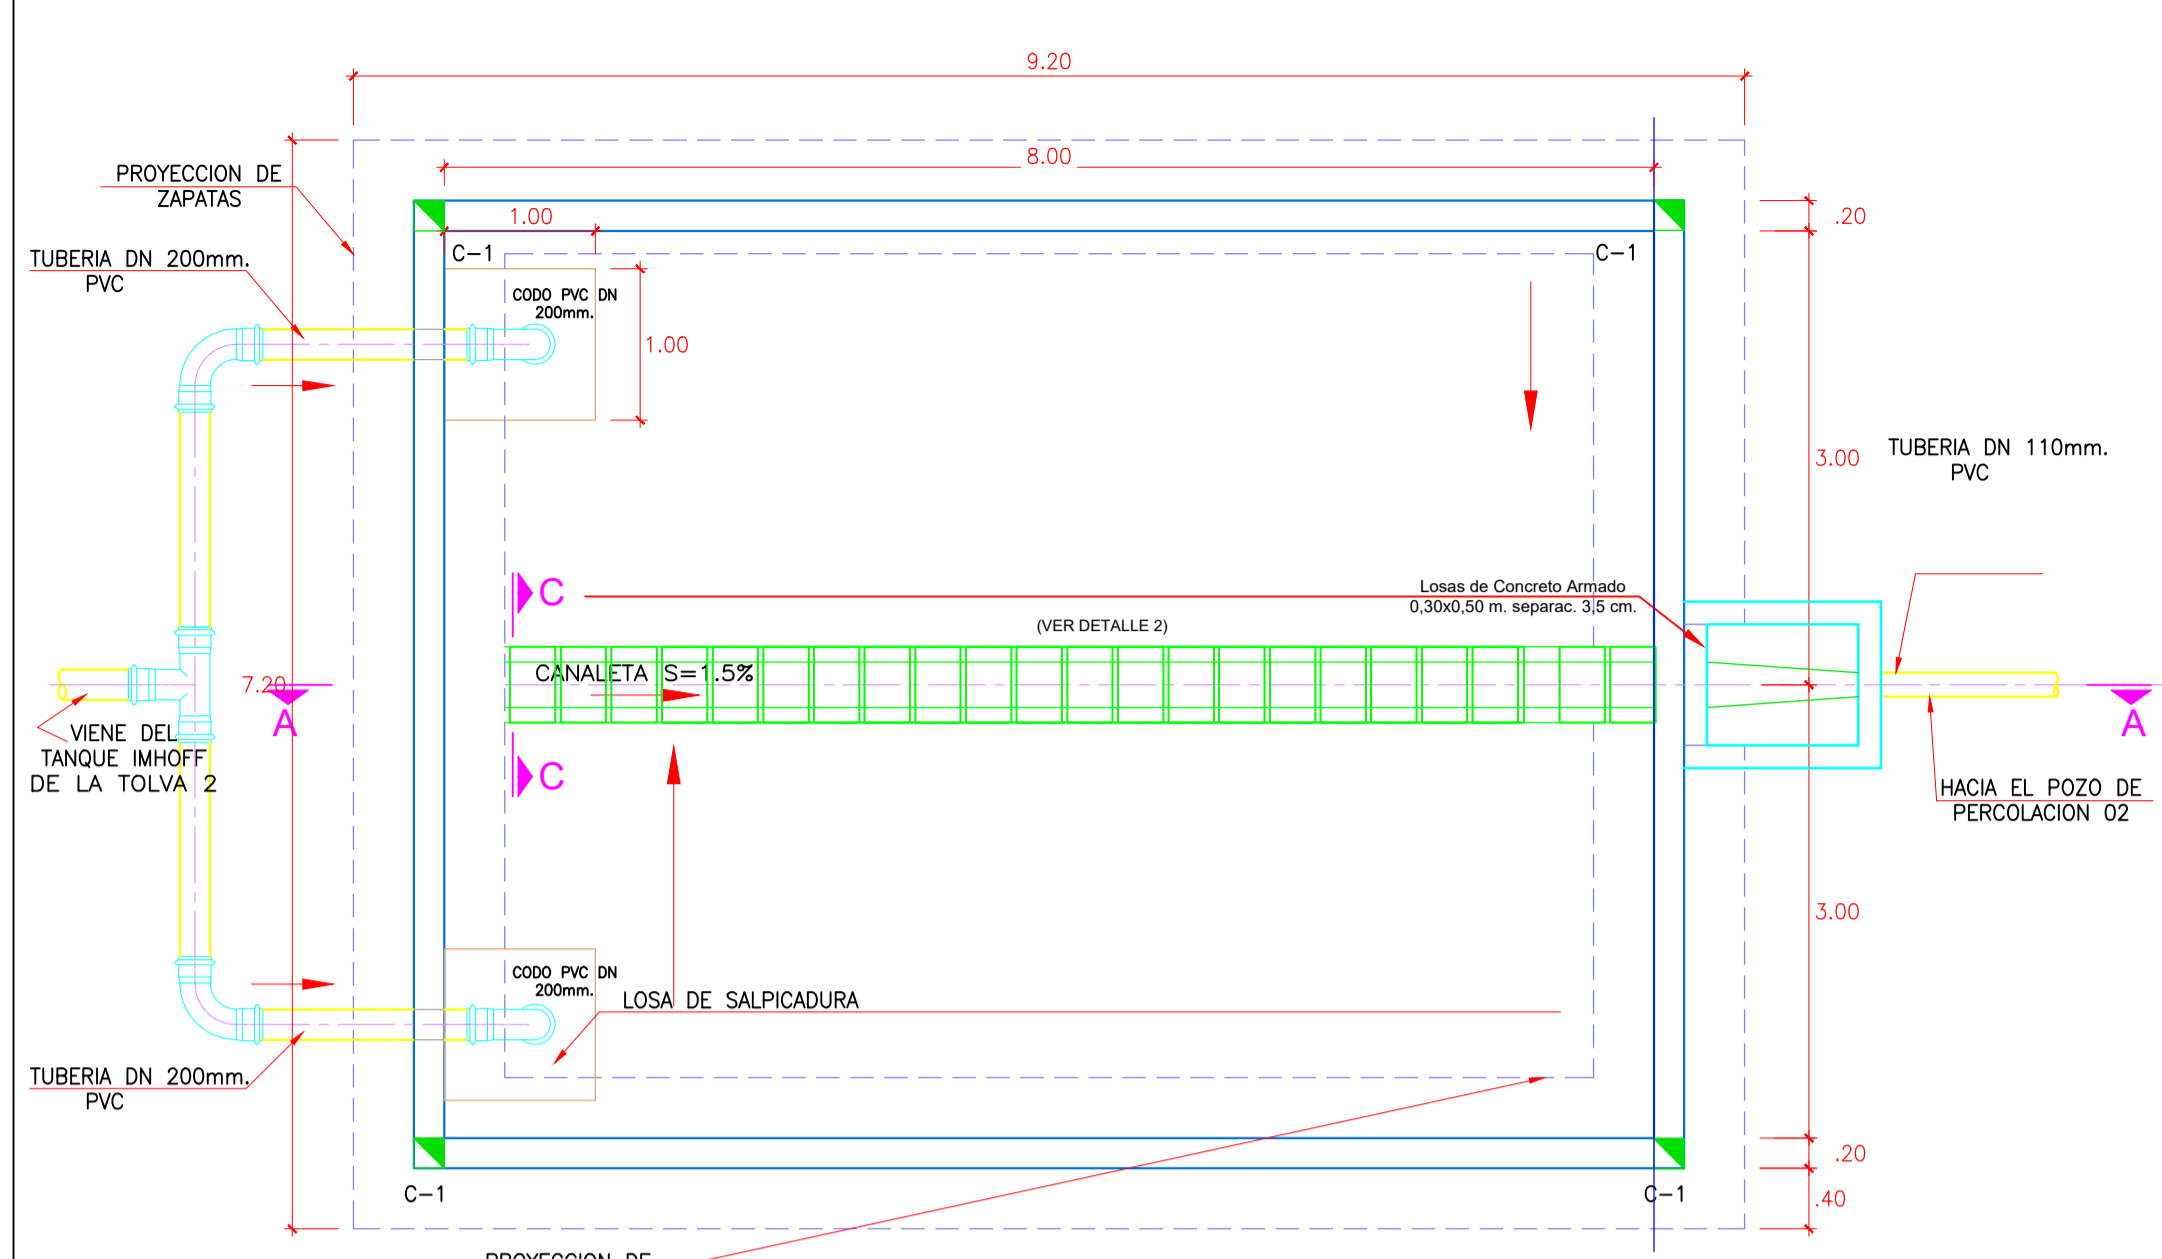 9.20
8.00
PROYECCION DE
ZAPATAS
1.00
.20
C-1
C-1
TUBERIA DN 200mm.
PVC
CODO PVC DN
200mm.
1.00
3.00
TUBERIA DN 110mm.
PVC
C
Losas de Concreto Armado
0,30x0,50 m. separac. 3,5 cm.
(VER DETALLE 2)
CANALETA S=1.5%
7.20
A
A
VIENE DEL
TANQUE IMHOFF
DE LA TOLVA 2
C
HACIA EL POZO DE
PERCOLACION 02
3.00
CODO PVC DN
200mm.
LOSA DE SALPICADURA
TUBERIA DN 200mm.
PVC
.20
C-1
C-1
.40
PROYECCION DE